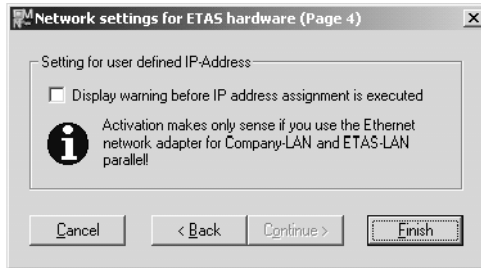 Network settings for ETAS hardware (Page 4)
Setting for user defined IP-Address
Display warning before IP address assignment is executed
Activation makes only sense if you use the Ethernet
network adapter for Company-LAN and ETAS-LAN
parallel!
Cancel
< Back
Continue >
Finish